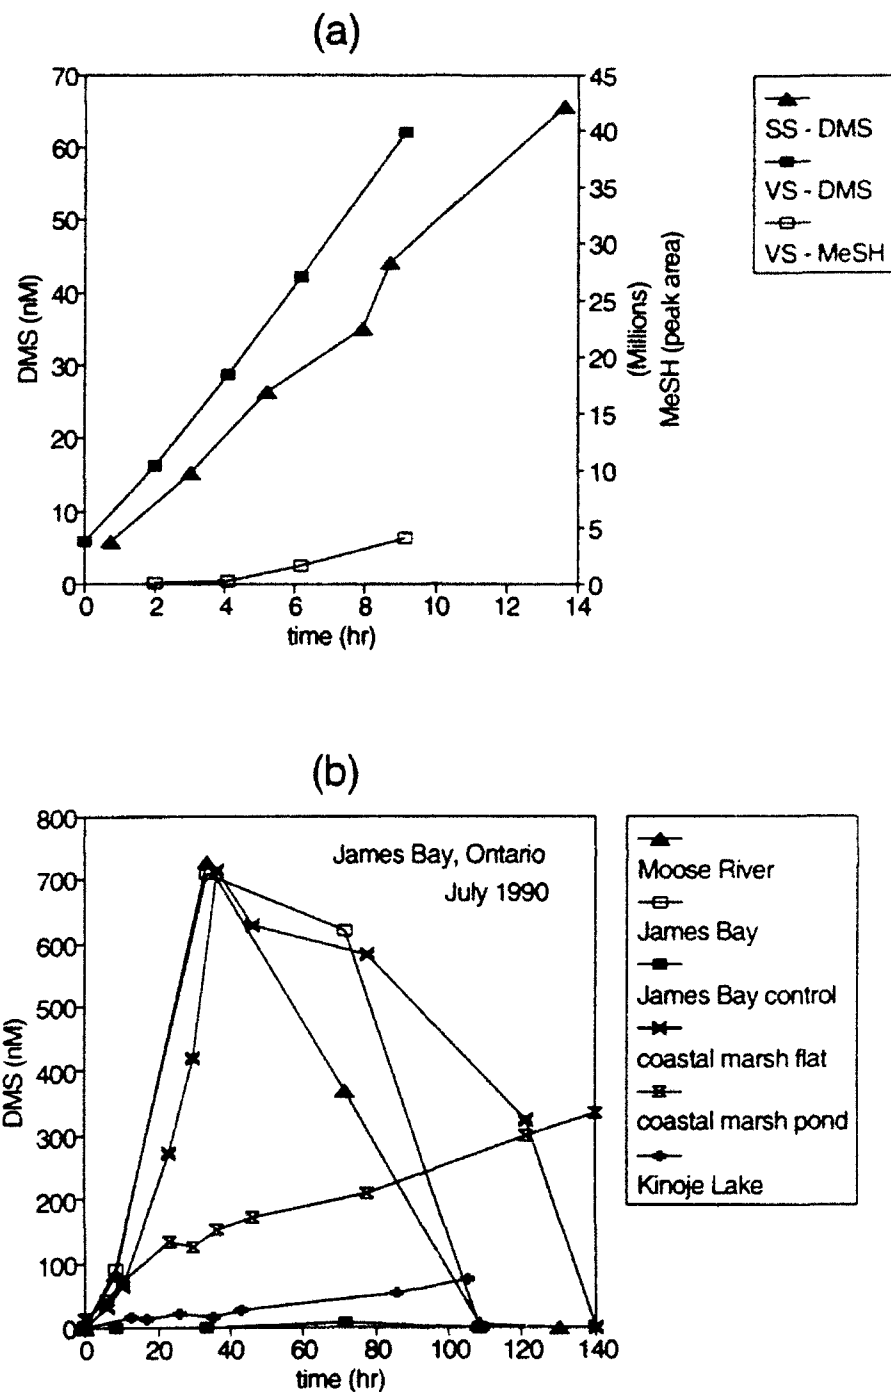 (a)
70
60
50
40
30
20
10
0
DMS (nM)
45
40
35
30
25
20
15
10
5
0
(Millions)
MeSH (peak area)
0 2 4 6 8 10 12 14
time (hr)
SS - DMS
VS - DMS
VS - MeSH
(b)
800
700
600
500
400
300
200
100
0
DMS (nM)
James Bay, Ontario
July 1990
0 20 40 60 80 100 120 140
time (hr)
Moose River
James Bay
James Bay control
coastal marsh flat
coastal marsh pond
Kinoje Lake